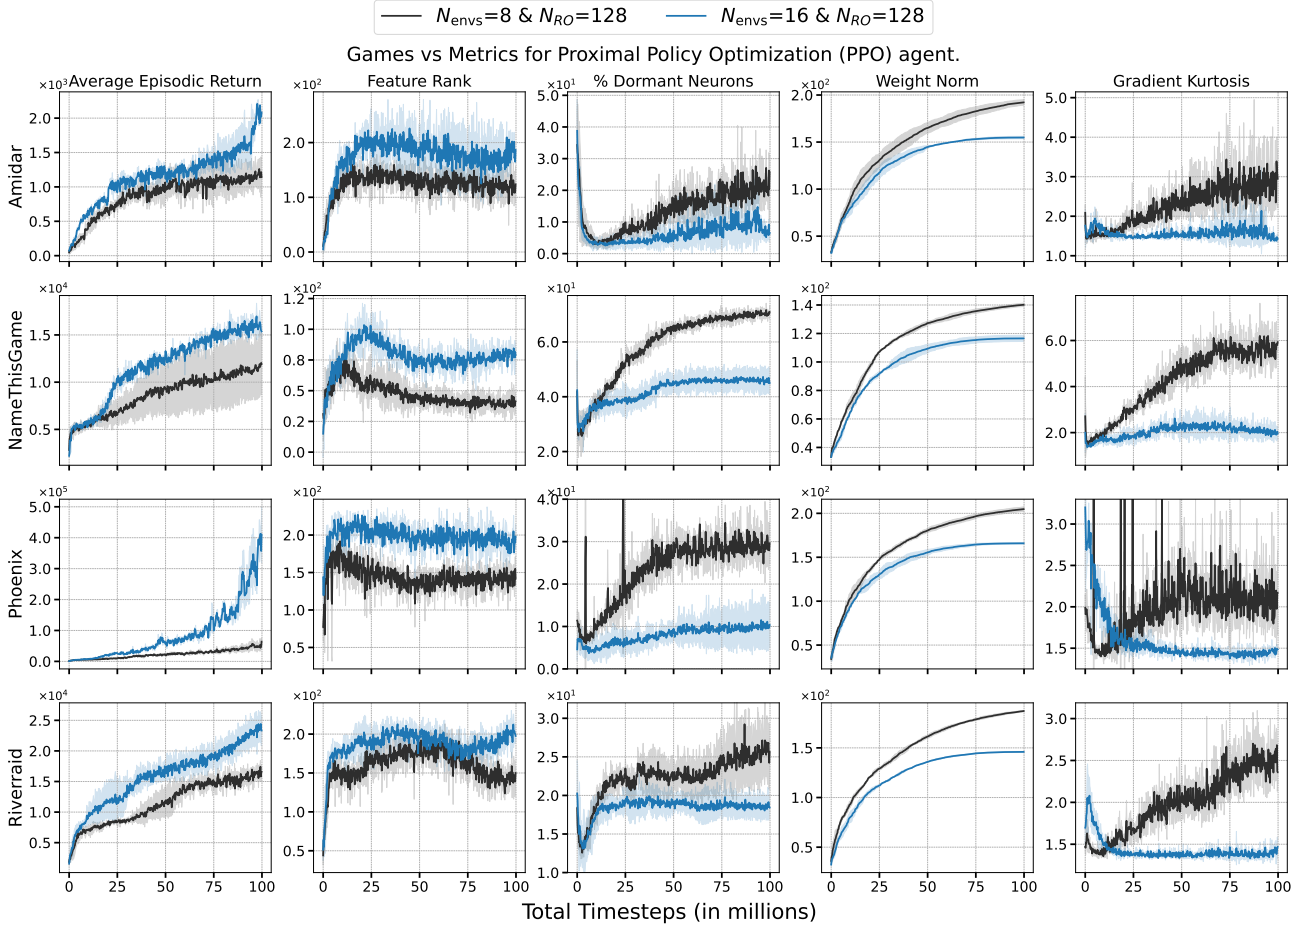 N_envs=8 & N_RO=128 N_envs=16 & N_RO=128
Games vs Metrics for Proximal Policy Optimization (PPO) agent.
Average Episodic Return Feature Rank % Dormant Neurons Weight Norm Gradient Kurtosis
Amidar
×10³ 2.0 1.5 1.0 0.5 0.0
×10² 2.0 1.0 0.0
×10¹ 5.0 4.0 3.0 2.0 1.0 0.0
×10² 2.0 1.5 1.0 0.5
5.0 4.0 3.0 2.0 1.0
NameThisGame
×10⁴ 1.5 1.0 0.5
×10² 1.2 1.0 0.8 0.5 0.2 0.0
×10¹ 6.0 4.0 2.0
×10² 1.4 1.2 1.0 0.8 0.6 0.4
6.0 4.0 2.0
Phoenix
×10⁵ 5.0 4.0 3.0 2.0 1.0 0.0
×10² 2.0 1.5 1.0 0.5
×10¹ 4.0 3.0 2.0 1.0 0.0
×10² 2.0 1.5 1.0 0.5
3.0 2.5 2.0 1.5
Riverraid
×10⁴ 2.5 2.0 1.5 1.0 0.5
×10² 2.0 1.5 1.0 0.5
×10¹ 3.0 2.5 2.0 1.5 1.0
×10² 1.5 1.0 0.5
3.0 2.5 2.0 1.5
0 25 50 75 100 0 25 50 75 100 0 25 50 75 100 0 25 50 75 100 0 25 50 75 100
Total Timesteps (in millions)